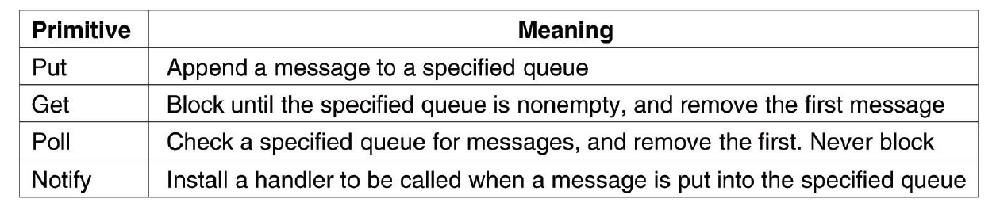 Primitive Meaning
Put Append a message to a specified queue
Get Block until the specified queue is nonempty, and remove the first message
Poll Check a specified queue for messages, and remove the first. Never block
Notify Install a handler to be called when a message is put into the specified queue